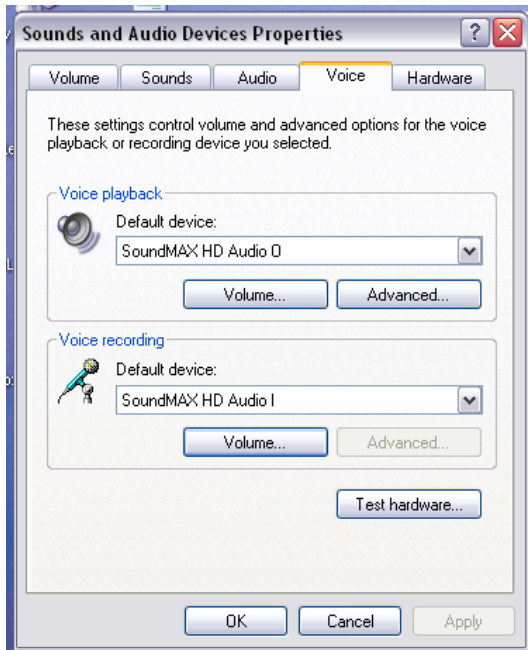 Sounds and Audio Devices Properties
?
Volume Sounds Audio Voice Hardware
These settings control volume and advanced options for the voice
playback or recording device you selected.
Voice playback
Default device:
SoundMAX HD Audio O
Volume... Advanced...
Voice recording
Default device:
SoundMAX HD Audio I
Volume... Advanced...
Test hardware...
OK Cancel Apply